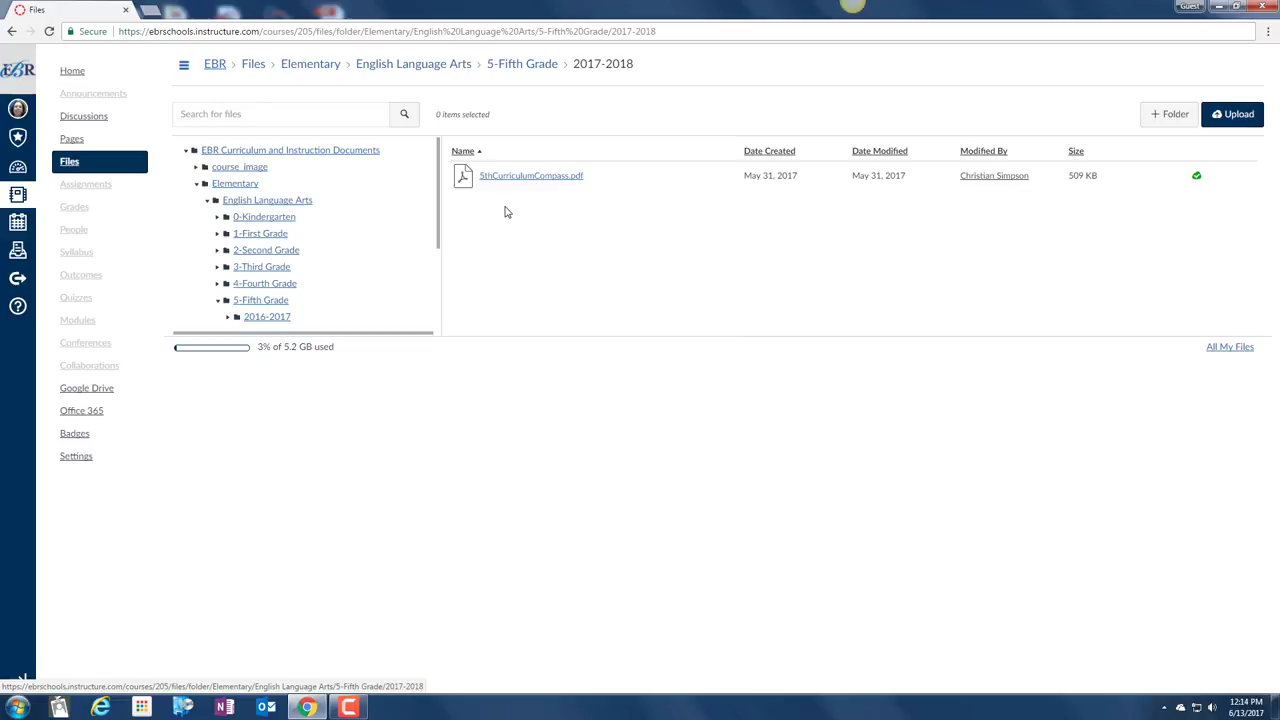 Files
Guest
Secure
https://ebrschools.instructure.com/courses/205/files/folder/Elementary/English%20Language%20Arts/5-Fifth%20Grade/2017-2018
EBR
Home
Announcements
Discussions
Pages
Files
Assignments
Grades
People
Syllabus
Outcomes
Quizzes
Modules
Conferences
Collaborations
Google Drive
Office 365
Badges
Settings
EBR > Files > Elementary > English Language Arts > 5-Fifth Grade > 2017-2018
Search for files
0 items selected
+ Folder
Upload
EBR Curriculum and Instruction Documents
course_image
Elementary
English Language Arts
0-Kindergarten
1-First Grade
2-Second Grade
3-Third Grade
4-Fourth Grade
5-Fifth Grade
2016-2017
Name Date Created Date Modified Modified By Size
5thCurriculumCompass.pdf May 31, 2017 May 31, 2017 Christian Simpson 509 KB
3% of 5.2 GB used
All My Files
https://ebrschools.instructure.com/courses/205/files/folder/Elementary/English Language Arts/5-Fifth Grade/2017-2018
12:14 PM
6/13/2017